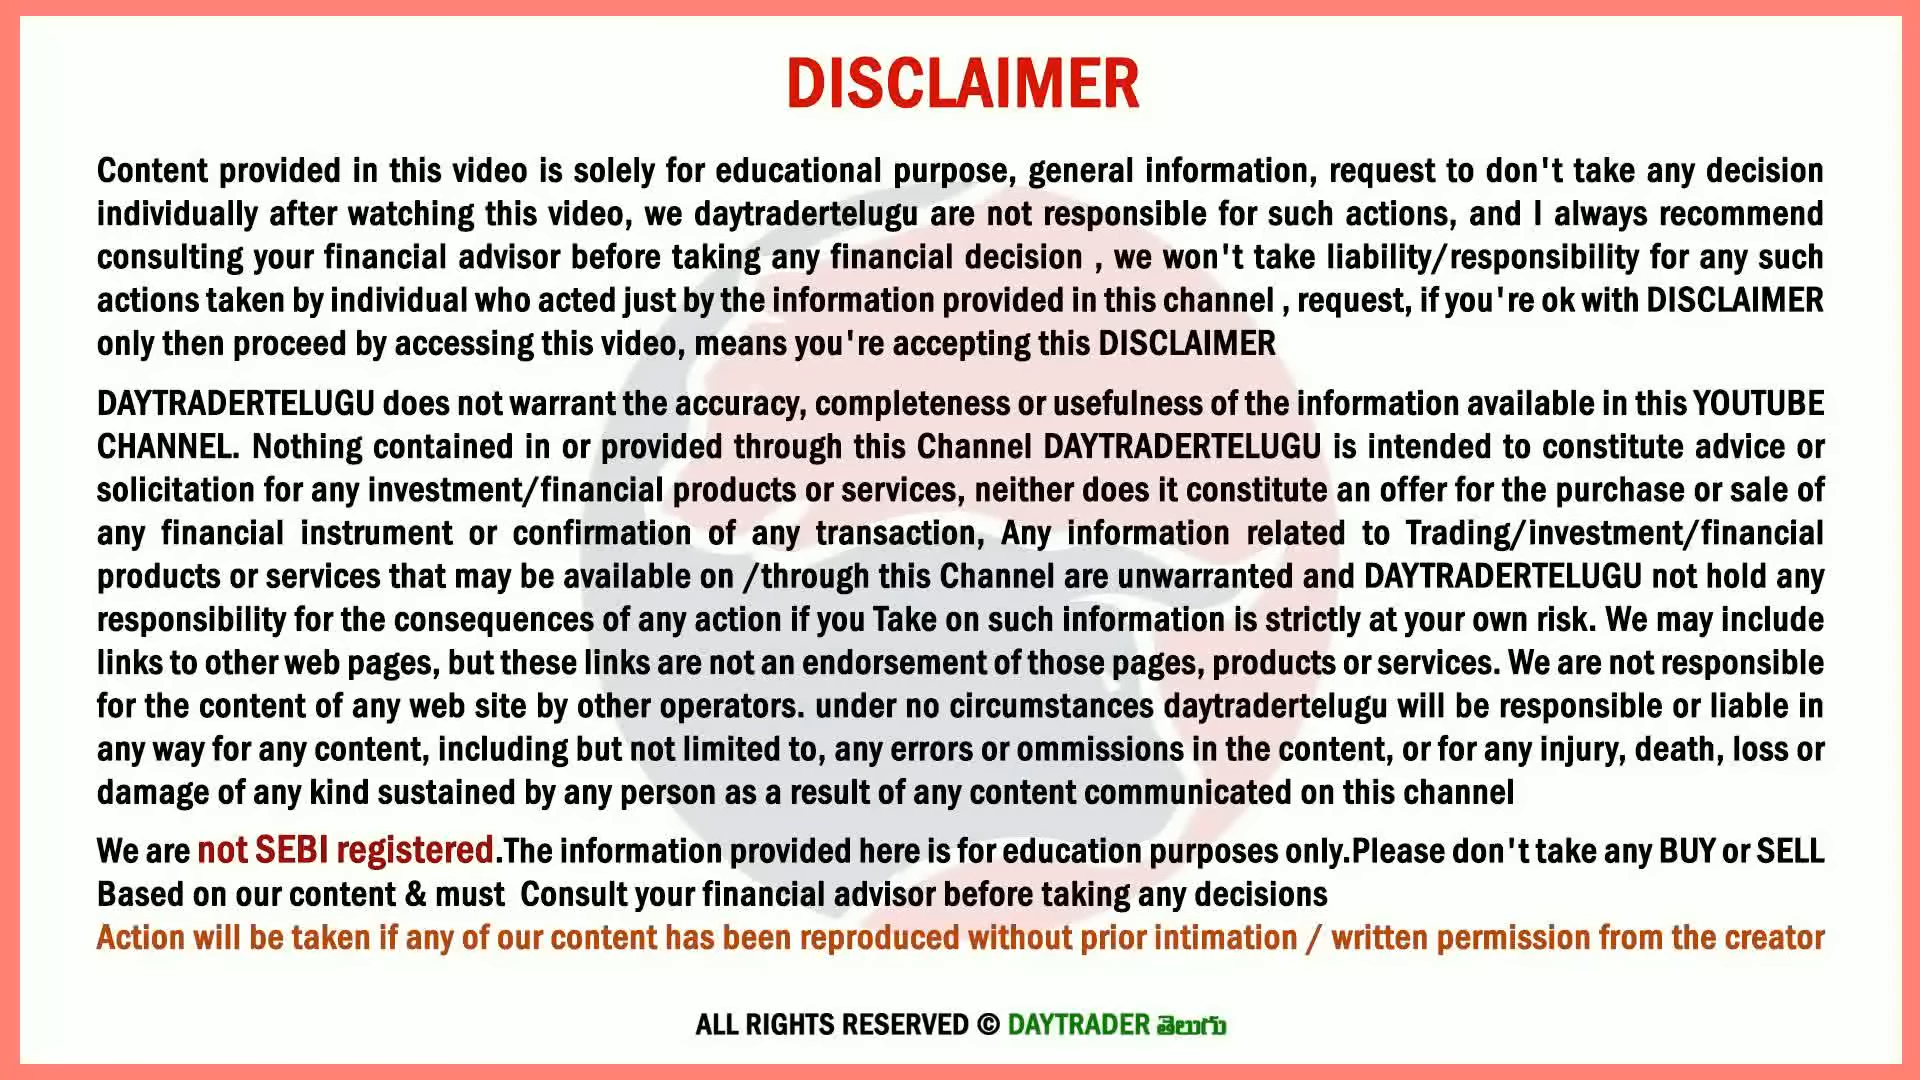 DISCLAIMER
Content provided in this video is solely for educational purpose, general information, request to don't take any decision
individually after watching this video, we daytradertelugu are not responsible for such actions, and I always recommend
consulting your financial advisor before taking any financial decision , we won't take liability/responsibility for any such
actions taken by individual who acted just by the information provided in this channel , request, if you're ok with DISCLAIMER
only then proceed by accessing this video, means you're accepting this DISCLAIMER
DAYTRADERTELUGU does not warrant the accuracy, completeness or usefulness of the information available in this YOUTUBE
CHANNEL. Nothing contained in or provided through this Channel DAYTRADERTELUGU is intended to constitute advice or
solicitation for any investment/financial products or services, neither does it constitute an offer for the purchase or sale of
any financial instrument or confirmation of any transaction, Any information related to Trading/investment/financial
products or services that may be available on /through this Channel are unwarranted and DAYTRADERTELUGU not hold any
responsibility for the consequences of any action if you Take on such information is strictly at your own risk. We may include
links to other web pages, but these links are not an endorsement of those pages, products or services. We are not responsible
for the content of any web site by other operators. under no circumstances daytradertelugu will be responsible or liable in
any way for any content, including but not limited to, any errors or ommissions in the content, or for any injury, death, loss or
damage of any kind sustained by any person as a result of any content communicated on this channel
We are not SEBI registered.The information provided here is for education purposes only.Please don't take any BUY or SELL
Based on our content & must Consult your financial advisor before taking any decisions
Action will be taken if any of our content has been reproduced without prior intimation / written permission from the creator
ALL RIGHTS RESERVED © DAYTRADER తెలుగు